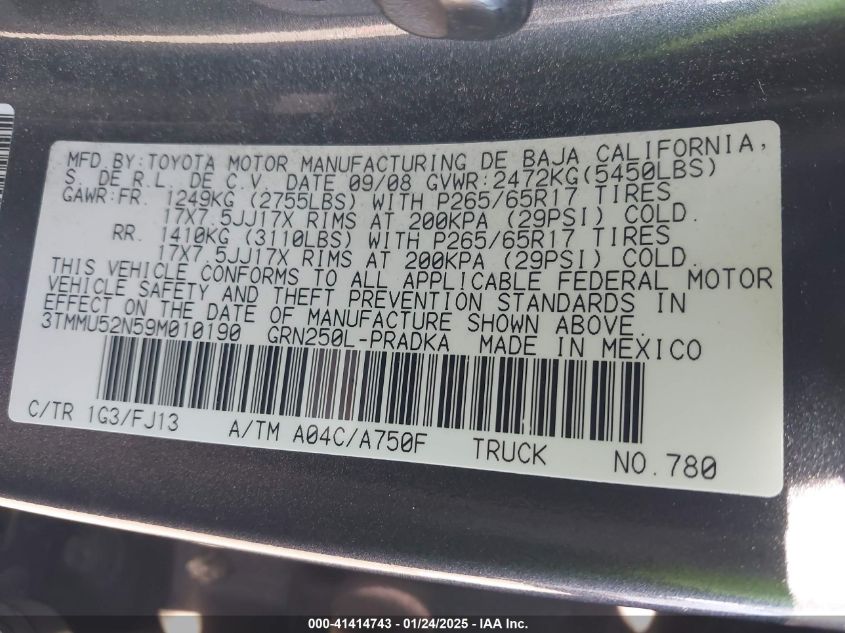 MFD.BY:TOYOTA MOTOR MANUFACTURING DE BAJA CALIFORNIA,
S. DE R.L. DE C.V. DATE 09/08 GVWR:2472KG(5450LBS)
GAWR:FR. 1249KG (2755LBS) WITH P265/65R17 TIRES
17X7.5JJ17X RIMS AT 200KPA (29PSI) COLD.
RR. 1410KG (3110LBS) WITH P265/65R17 TIRES
17X7.5JJ17X RIMS AT 200KPA (29PSI) COLD.
THIS VEHICLE CONFORMS TO ALL APPLICABLE FEDERAL MOTOR
VEHICLE SAFETY AND THEFT PREVENTION STANDARDS IN
EFFECT ON THE DATE OF MANUFACTURE SHOWN ABOVE.
3TMMU52N59M010190 GRN250L-PRADKA MADE IN MEXICO
C/TR 1G3/FJ13 A/TM A04C/A750F TRUCK NO.780
000-41414743 - 01/24/2025 - IAA Inc.